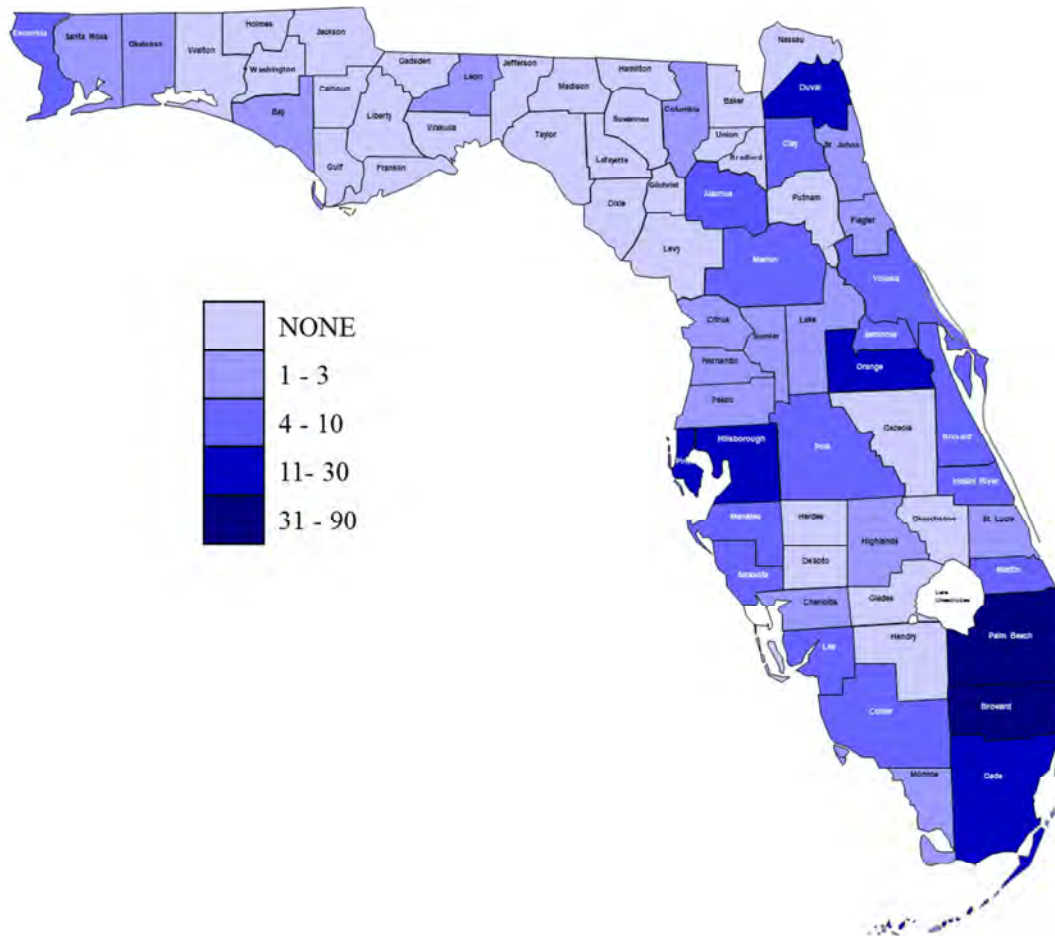 Escambia
Santa Rosa
Okaloosa
Walton
Holmes
Washington
Jackson
Bay
Calhoun
Gulf
Liberty
Gadsden
Franklin
Leon
Wakulla
Jefferson
Madison
Taylor
Hamilton
Suwannee
Lafayette
Dixie
Columbia
Gilchrist
Levy
Baker
Union
Bradford
Alachua
Nassau
Duval
Clay
St. Johns
Putnam
Flagler
Marion
Volusia
Citrus
Sumter
Lake
Seminole
Hernando
Orange
Pasco
Hillsborough
Polk
Osceola
Brevard
Indian River
Manatee
Hardee
Highlands
Okeechobee
St. Lucie
Sarasota
DeSoto
Martin
Charlotte
Glades
Lake
Okeechobee
Lee
Hendry
Palm Beach
Collier
Broward
Monroe
Dade
NONE
1 - 3
4 - 10
11- 30
31 - 90